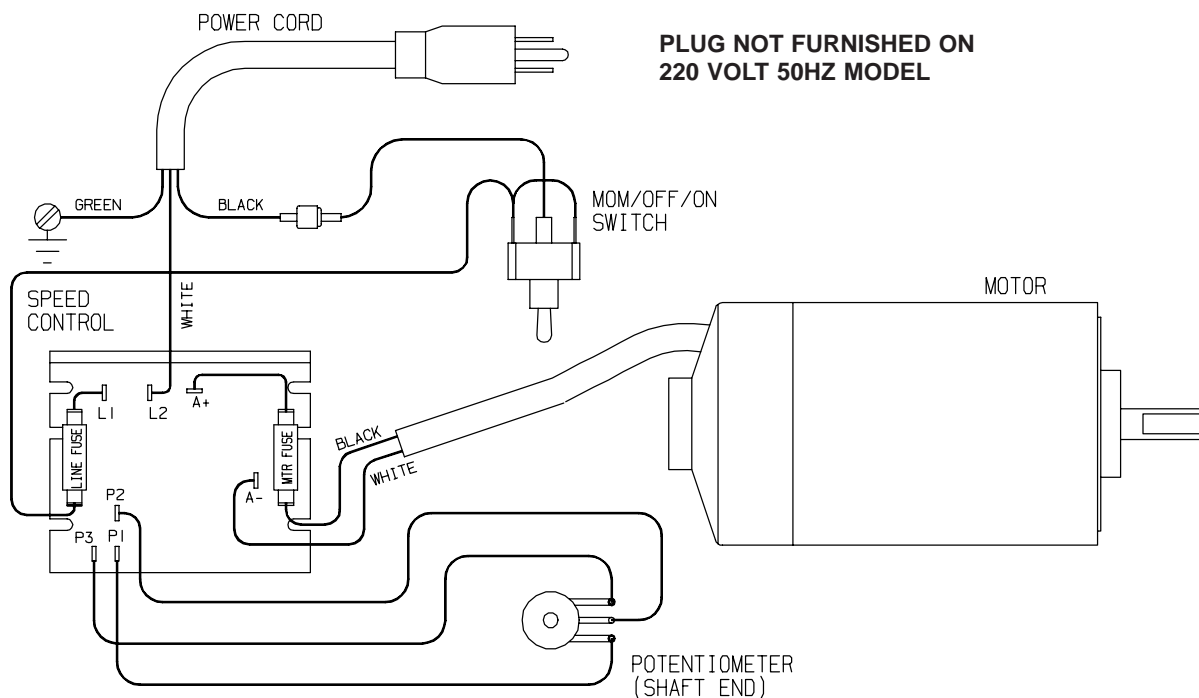 POWER CORD
PLUG NOT FURNISHED ON
220 VOLT 50HZ MODEL
GREEN
BLACK
MOM/OFF/ON
SWITCH
WHITE
SPEED
CONTROL
MOTOR
L1
L2
A+
LINE FUSE
MTR FUSE
BLACK
WHITE
A-
P2
P3
P1
POTENTIOMETER
(SHAFT END)